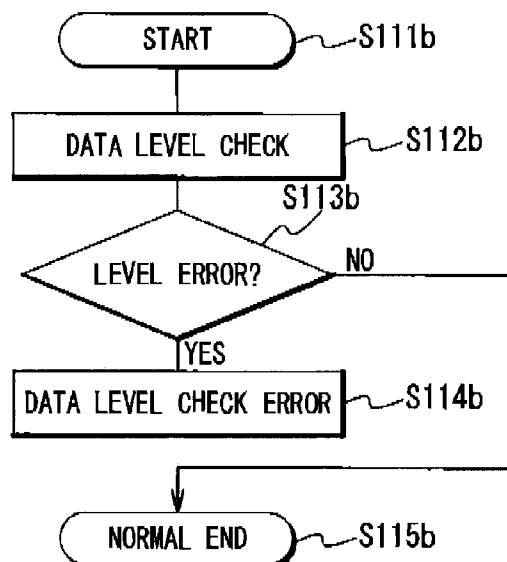 START
S111b
DATA LEVEL CHECK
S112b
S113b
LEVEL ERROR?
NO
YES
DATA LEVEL CHECK ERROR
S114b
NORMAL END
S115b